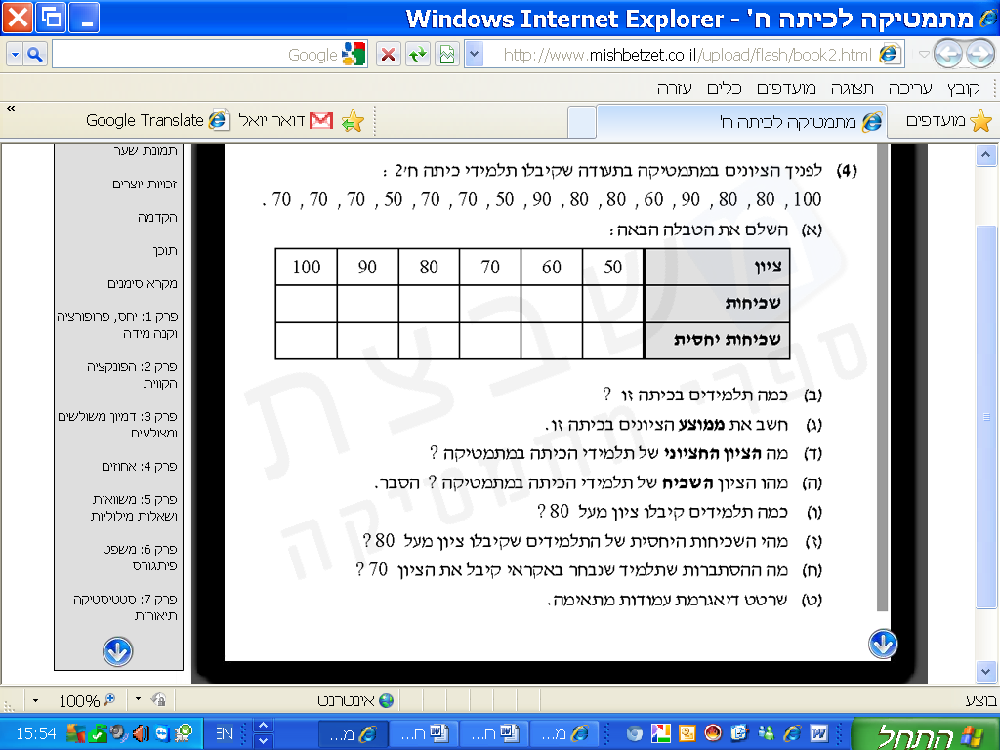 מתמטיקה לכיתה ח' - Windows Internet Explorer
http://www.mishbetzet.co.il/upload/flash/book2.html
Google
קובץ עריכה תצוגה מועדפים כלים עזרה
מועדפים
מתמטיקה לכיתה ח'
דואר יואל
Google Translate
«
תמונת שער
זכויות יוצרים
הקדמה
תוכן
מקרא סימנים
פרק 1: יחס, פרופורציה
וקנה מידה
פרק 2: הפונקציה
הקווית
פרק 3: דמיון משולשים
ומצולעים
פרק 4: אחוזים
פרק 5: משוואות
ושאלות מילוליות
פרק 6: משפט
פיתגורס
פרק 7: סטטיסטיקה
תיאורית
(4) לפניך הציונים במתמטיקה בתעודה שקיבלו תלמידי כיתה ח'2 :
100 , 80 , 80 , 90 , 60 , 80 , 80 , 90 , 50 , 70 , 70 , 50 , 70 , 70 , 70 .
(א) השלם את הטבלה הבאה:
ציון 50 60 70 80 90 100
שכיחות
שכיחות יחסית
(ב) כמה תלמידים בכיתה זו ?
(ג) חשב את ממוצע הציונים בכיתה זו.
(ד) מה הציון החציוני של תלמידי הכיתה במתמטיקה ?
(ה) מהו הציון השכיח של תלמידי הכיתה במתמטיקה ? הסבר.
(ו) כמה תלמידים קיבלו ציון מעל 80 ?
(ז) מהי השכיחות היחסית של התלמידים שקיבלו ציון מעל 80 ?
(ח) מה ההסתברות שתלמיד שנבחר באקראי קיבל את הציון 70 ?
(ט) שרטט דיאגרמת עמודות מתאימה.
משבצת
ספרי מתמטיקה
בוצע
אינטרנט
100%
התחל
מ...
ח...
ח...
מ...
EN
15:54